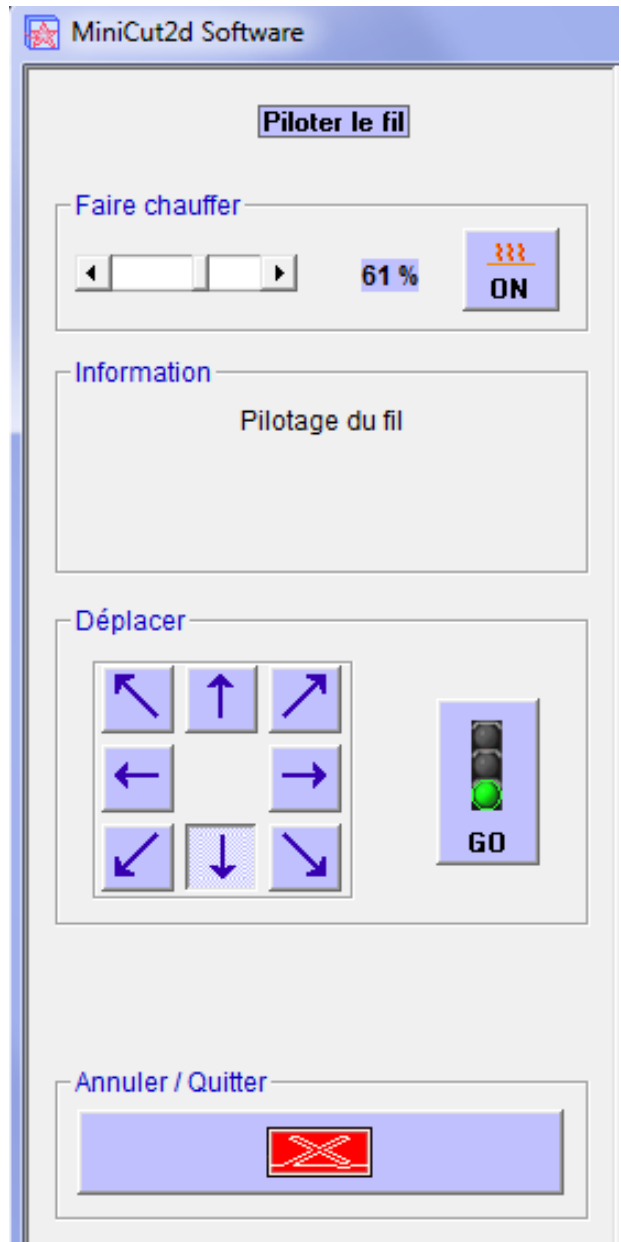 MiniCut2d Software
Piloter le fil
Faire chauffer
61 %
ON
Information
Pilotage du fil
Déplacer
GO
Annuler / Quitter